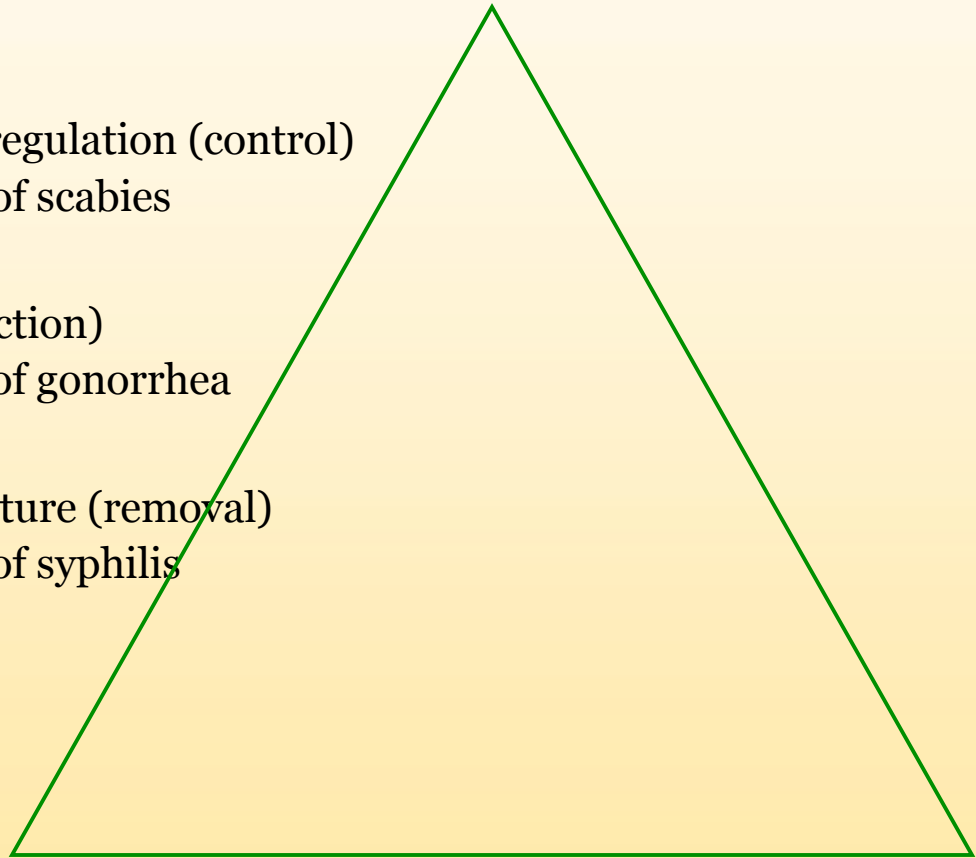 regulation (control)
of scabies
ction)
of gonorrhea
ture (removal)
of syphilis